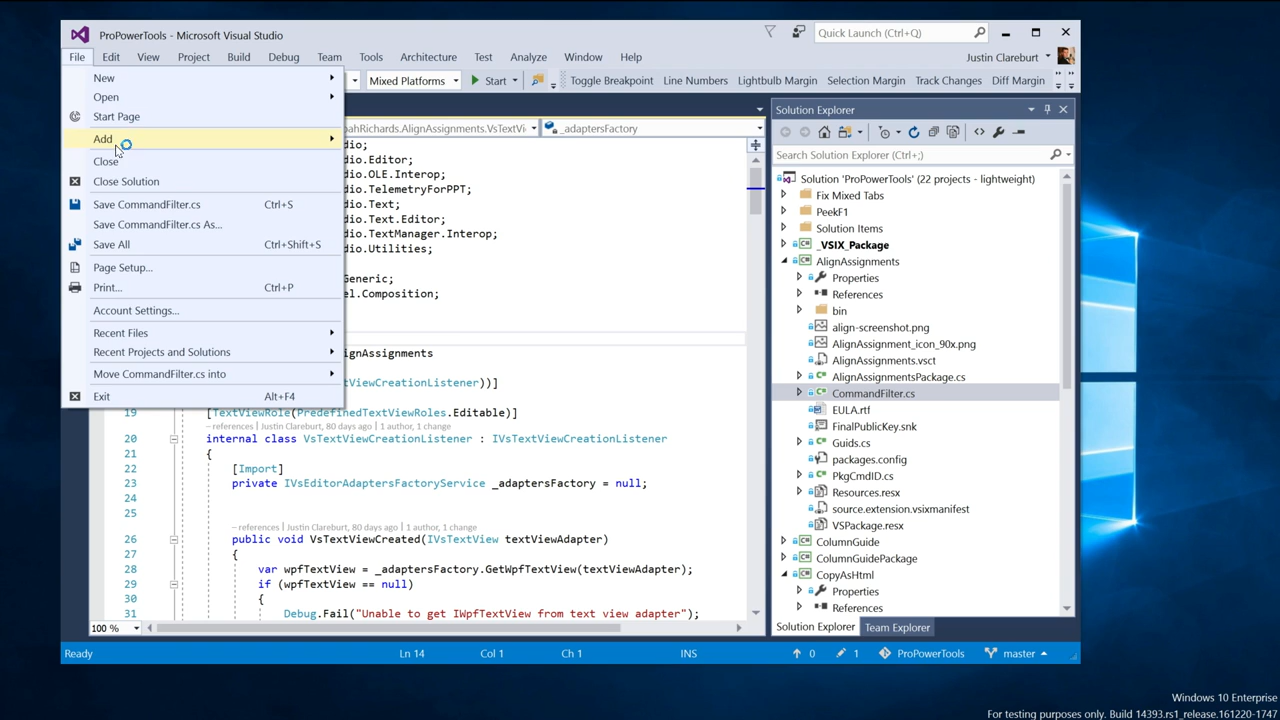 ProPowerTools - Microsoft Visual Studio
Quick Launch (Ctrl+Q)
File Edit View Project Build Debug Team Tools Architecture Test Analyze Window Help
Justin Clareburt
Mixed Platforms Start Toggle Breakpoint Line Numbers Lightbulb Margin Selection Margin Track Changes Diff Margin
New
Open
Start Page
Add
Close
Close Solution
Save CommandFilter.cs Ctrl+S
Save CommandFilter.cs As...
Save All Ctrl+Shift+S
Page Setup...
Print... Ctrl+P
Account Settings...
Recent Files
Recent Projects and Solutions
Move CommandFilter.cs into
Exit Alt+F4
oahRichards.AlignAssignments.VsTextVi
_adaptersFactory
dio;
dio.Editor;
dio.OLE.Interop;
dio.TelemetryForPPT;
dio.Text;
dio.Text.Editor;
dio.TextManager.Interop;
dio.Utilities;
Generic;
el.Composition;
gnAssignments
tTextViewCreationListener))]
19 [TextViewRole(PredefinedTextViewRoles.Editable)]
– references | Justin Clareburt, 80 days ago | 1 author, 1 change
20 internal class VsTextViewCreationListener : IVsTextViewCreationListener
21 {
22 [Import]
23 private IVsEditorAdaptersFactoryService _adaptersFactory = null;
24
25
– references | Justin Clareburt, 80 days ago | 1 author, 1 change
26 public void VsTextViewCreated(IVsTextView textViewAdapter)
27 {
28 var wpfTextView = _adaptersFactory.GetWpfTextView(textViewAdapter);
29 if (wpfTextView == null)
30 {
31 Debug.Fail("Unable to get IWpfTextView from text view adapter");
100 %
Solution Explorer
Search Solution Explorer (Ctrl+;)
Solution 'ProPowerTools' (22 projects - lightweight)
Fix Mixed Tabs
PeekF1
Solution Items
_VSIX_Package
AlignAssignments
Properties
References
bin
align-screenshot.png
AlignAssignment_icon_90x.png
AlignAssignments.vsct
AlignAssignmentsPackage.cs
CommandFilter.cs
EULA.rtf
FinalPublicKey.snk
Guids.cs
packages.config
PkgCmdID.cs
Resources.resx
source.extension.vsixmanifest
VSPackage.resx
ColumnGuide
ColumnGuidePackage
CopyAsHtml
Properties
References
Solution Explorer Team Explorer
Ready Ln 14 Col 1 Ch 1 INS 0 1 ProPowerTools master
Windows 10 Enterprise
For testing purposes only. Build 14393.rs1_release.161220-1747